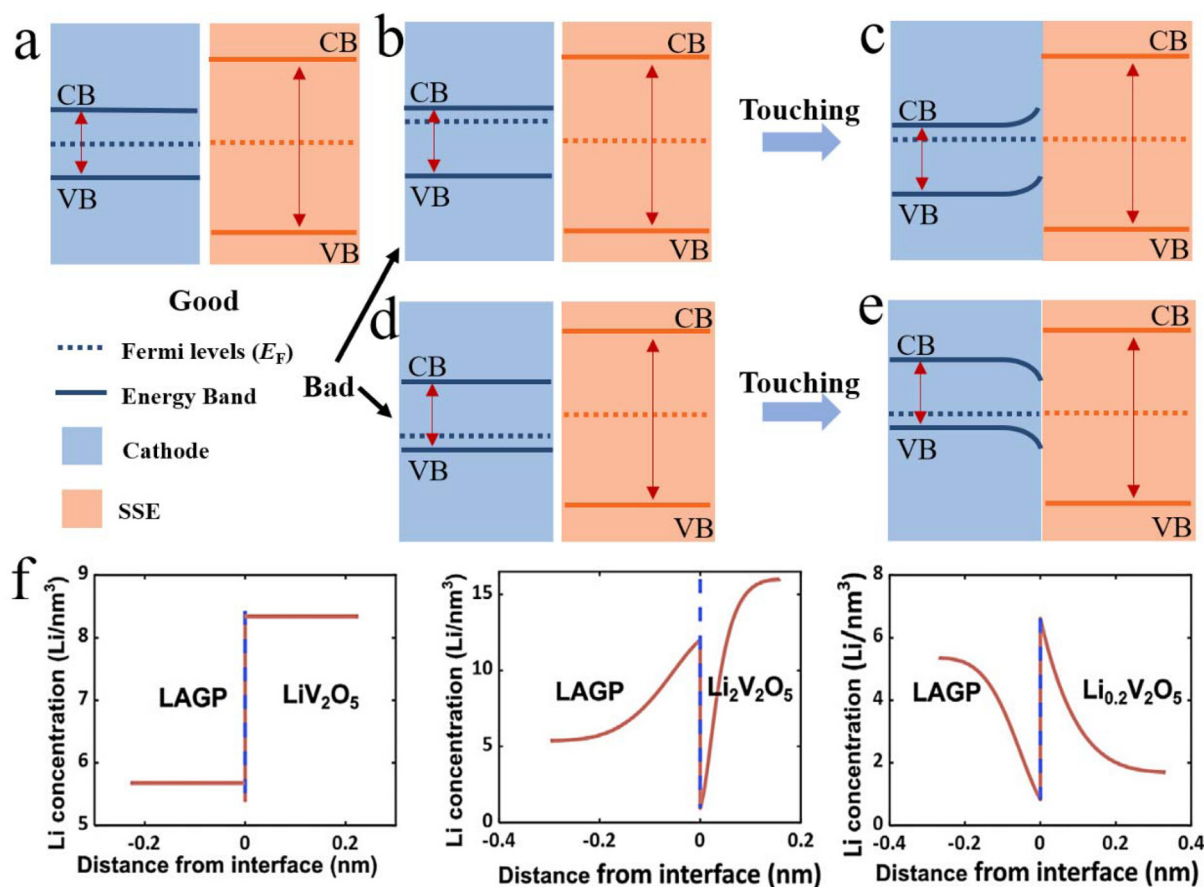 a
CB
VB
CB
VB
b
CB
VB
CB
VB
Touching
c
CB
VB
CB
VB
Good
Fermi levels (E_F)
Energy Band
Cathode
SSE
Bad
d
CB
VB
CB
VB
Touching
e
CB
VB
CB
VB
f
Li concentration (Li/nm³)
9
8
7
6
5
LAGP
LiV₂O₅
-0.2
0
0.2
Distance from interface (nm)
Li concentration (Li/nm³)
15
10
5
0
LAGP
Li₂V₂O₅
-0.4
-0.2
0
0.2
Distance from interface (nm)
Li concentration (Li/nm³)
8
6
4
2
0
LAGP
Li₀.₂V₂O₅
-0.4
-0.2
0
0.2
0.4
Distance from interface (nm)